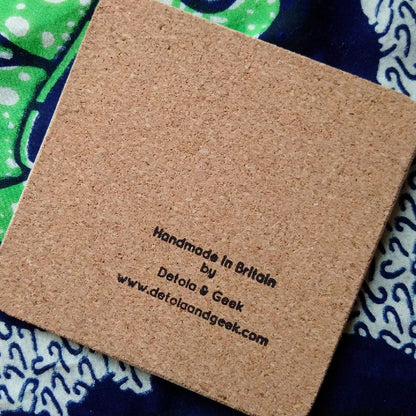 Handmade In Britain
by
Detola & Geek
www.detolaandgeek.com